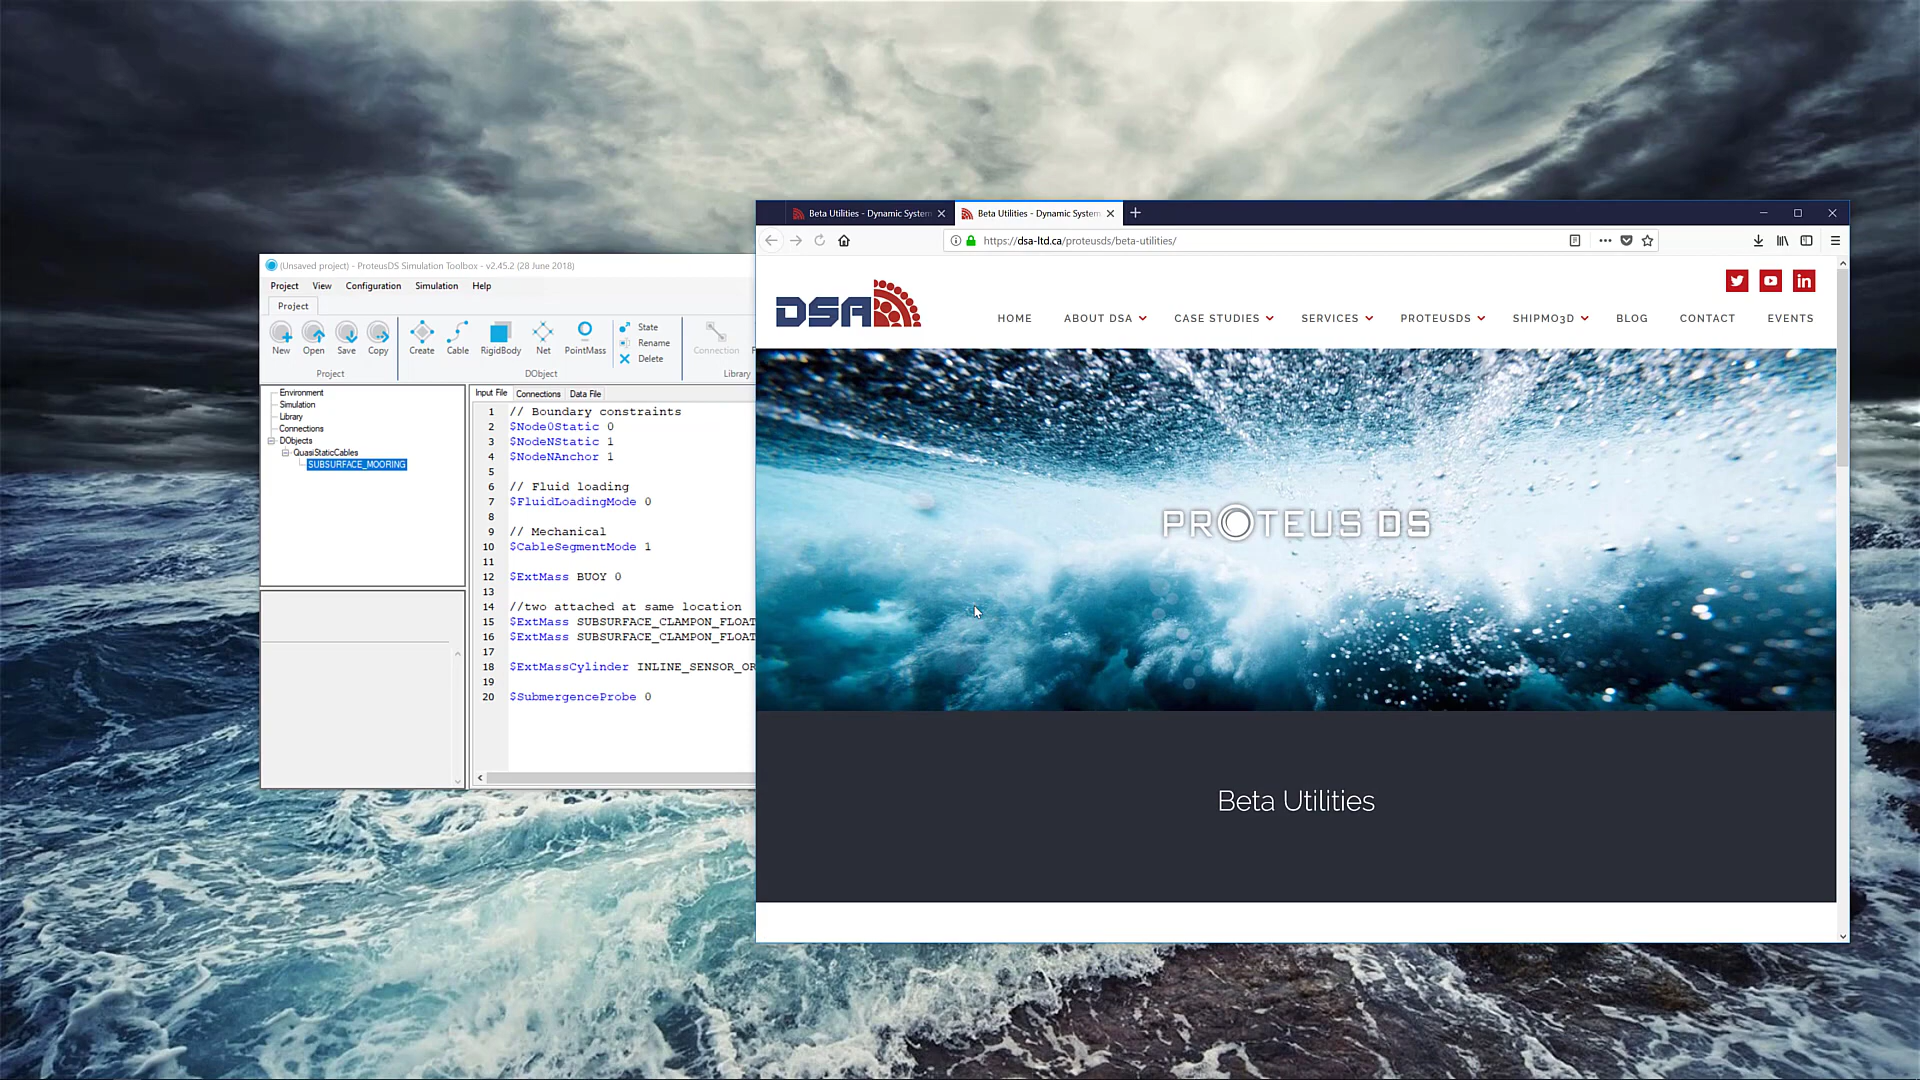 (Unsaved project) - ProteusDS Simulation Toolbox - v2.45.2 (28 June 2018)
Project View Configuration Simulation Help
Project
New Open Save Copy
Project
Create Cable RigidBody Net PointMass
State
Rename
Delete
DObject
Connection
Library
Environment
Simulation
Library
Connections
DObjects
QuasiStaticCables
SUBSURFACE_MOORING
Input File Connections Data File
1 // Boundary constraints
2 $Node0Static 0
3 $NodeNStatic 1
4 $NodeNAnchor 1
5
6 // Fluid loading
7 $FluidLoadingMode 0
8
9 // Mechanical
10 $CableSegmentMode 1
11
12 $ExtMass BUOY 0
13
14 //two attached at same location
15 $ExtMass SUBSURFACE_CLAMPON_FLOAT
16 $ExtMass SUBSURFACE_CLAMPON_FLOAT
17
18 $ExtMassCylinder INLINE_SENSOR_OR
19
20 $SubmergenceProbe 0
Beta Utilities - Dynamic System
Beta Utilities - Dynamic System
https://dsa-ltd.ca/proteusds/beta-utilities/
DSA
HOME ABOUT DSA CASE STUDIES SERVICES PROTEUSDS SHIPMO3D BLOG CONTACT EVENTS
PROTEUS DS
Beta Utilities